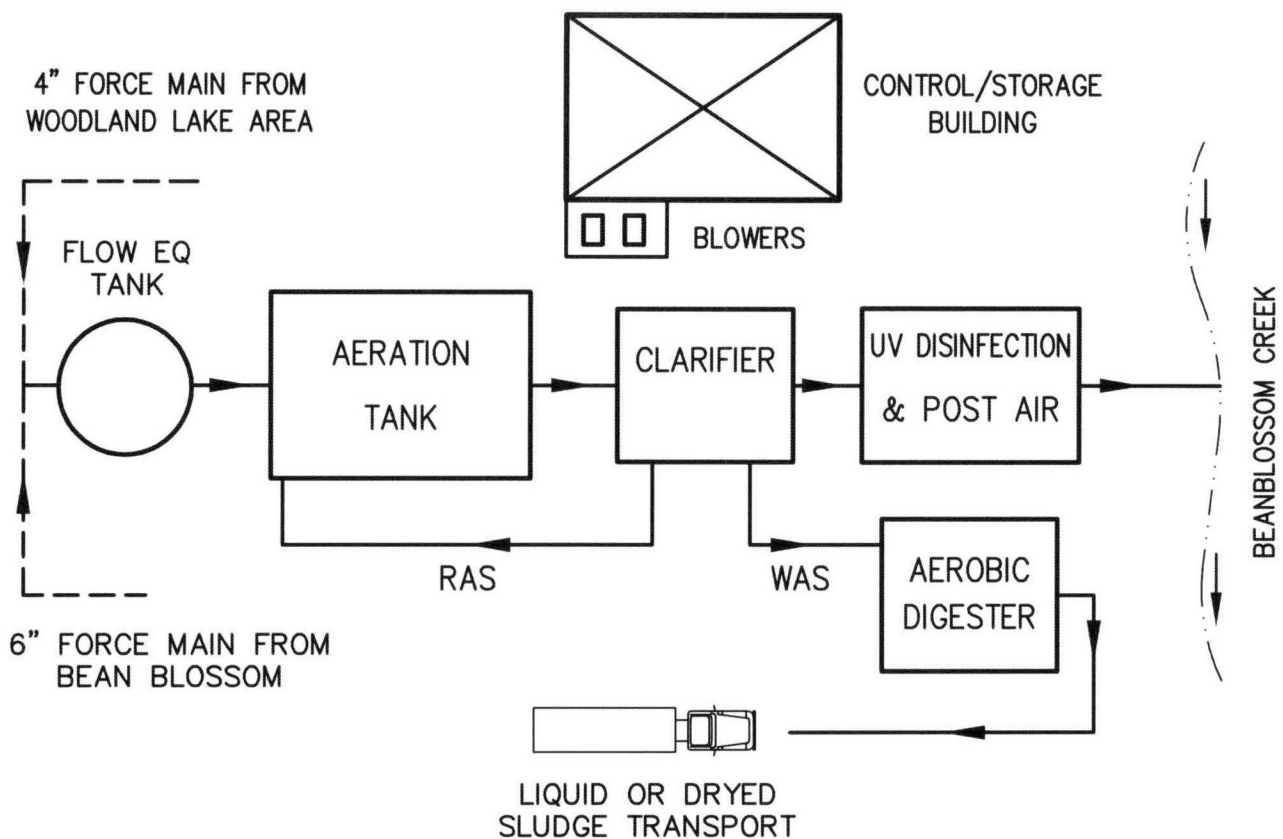 4” FORCE MAIN FROM
WOODLAND LAKE AREA
CONTROL/STORAGE
BUILDING
BLOWERS
FLOW EQ
TANK
AERATION
TANK
CLARIFIER
UV DISINFECTION
& POST AIR
BEANBLOSSOM CREEK
RAS
WAS
AEROBIC
DIGESTER
6” FORCE MAIN FROM
BEAN BLOSSOM
LIQUID OR DRYED
SLUDGE TRANSPORT